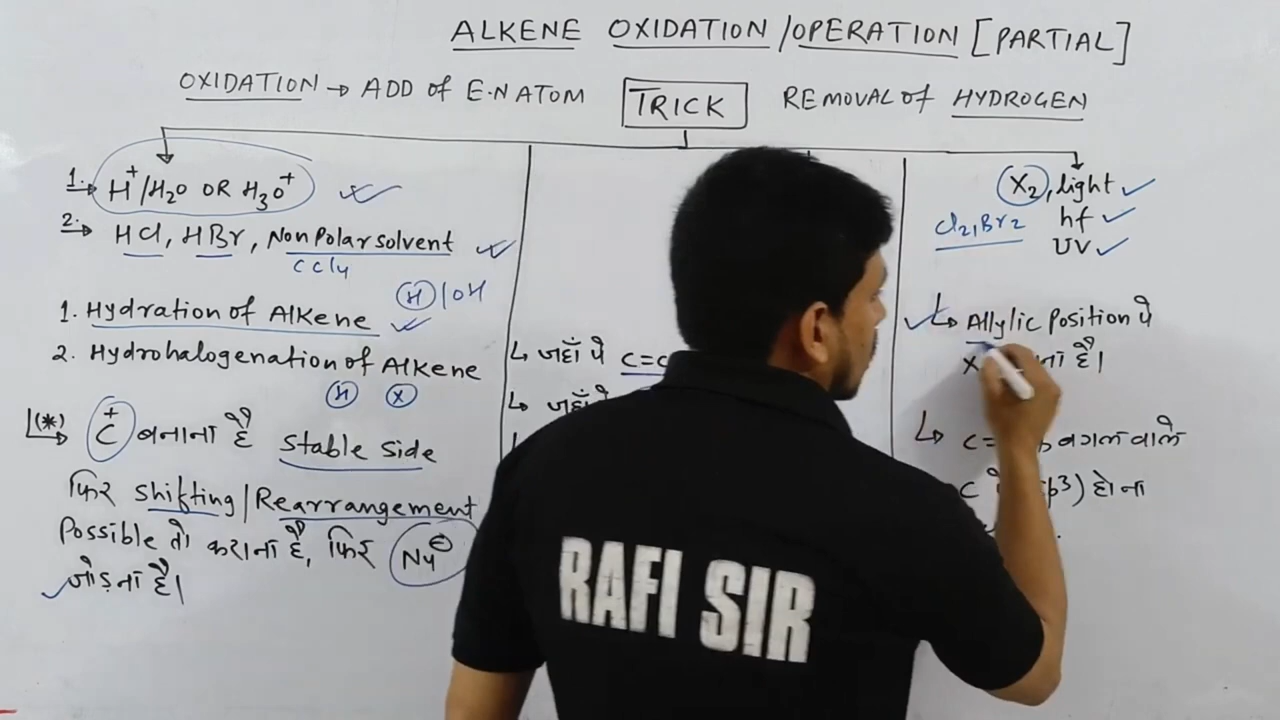 ALKENE OXIDATION/OPERATION [PARTIAL]
OXIDATION → ADD of E.N ATOM
TRICK
REMOVAL of HYDROGEN
1. H⁺/H₂O OR H₃O⁺
2. HCl, HBr, NonPolar solvent
CCl₄
1. Hydration of Alkene
H/OH
2. Hydrohalogenation of Alkene
H X
(*) C⁺ बनाना है Stable Side
फिर Shifting/Rearrangement
Possible तो कराना है, फिर Nu⊖
जोड़ना है।
↳ जहाँ पे C=C
↳ जहाँ पे
X₂, light
Cl₂, Br₂
hf
UV
↳ Allylic Position पे
X है।
↳ C= बगल वाले
C होना
RAFI SIR